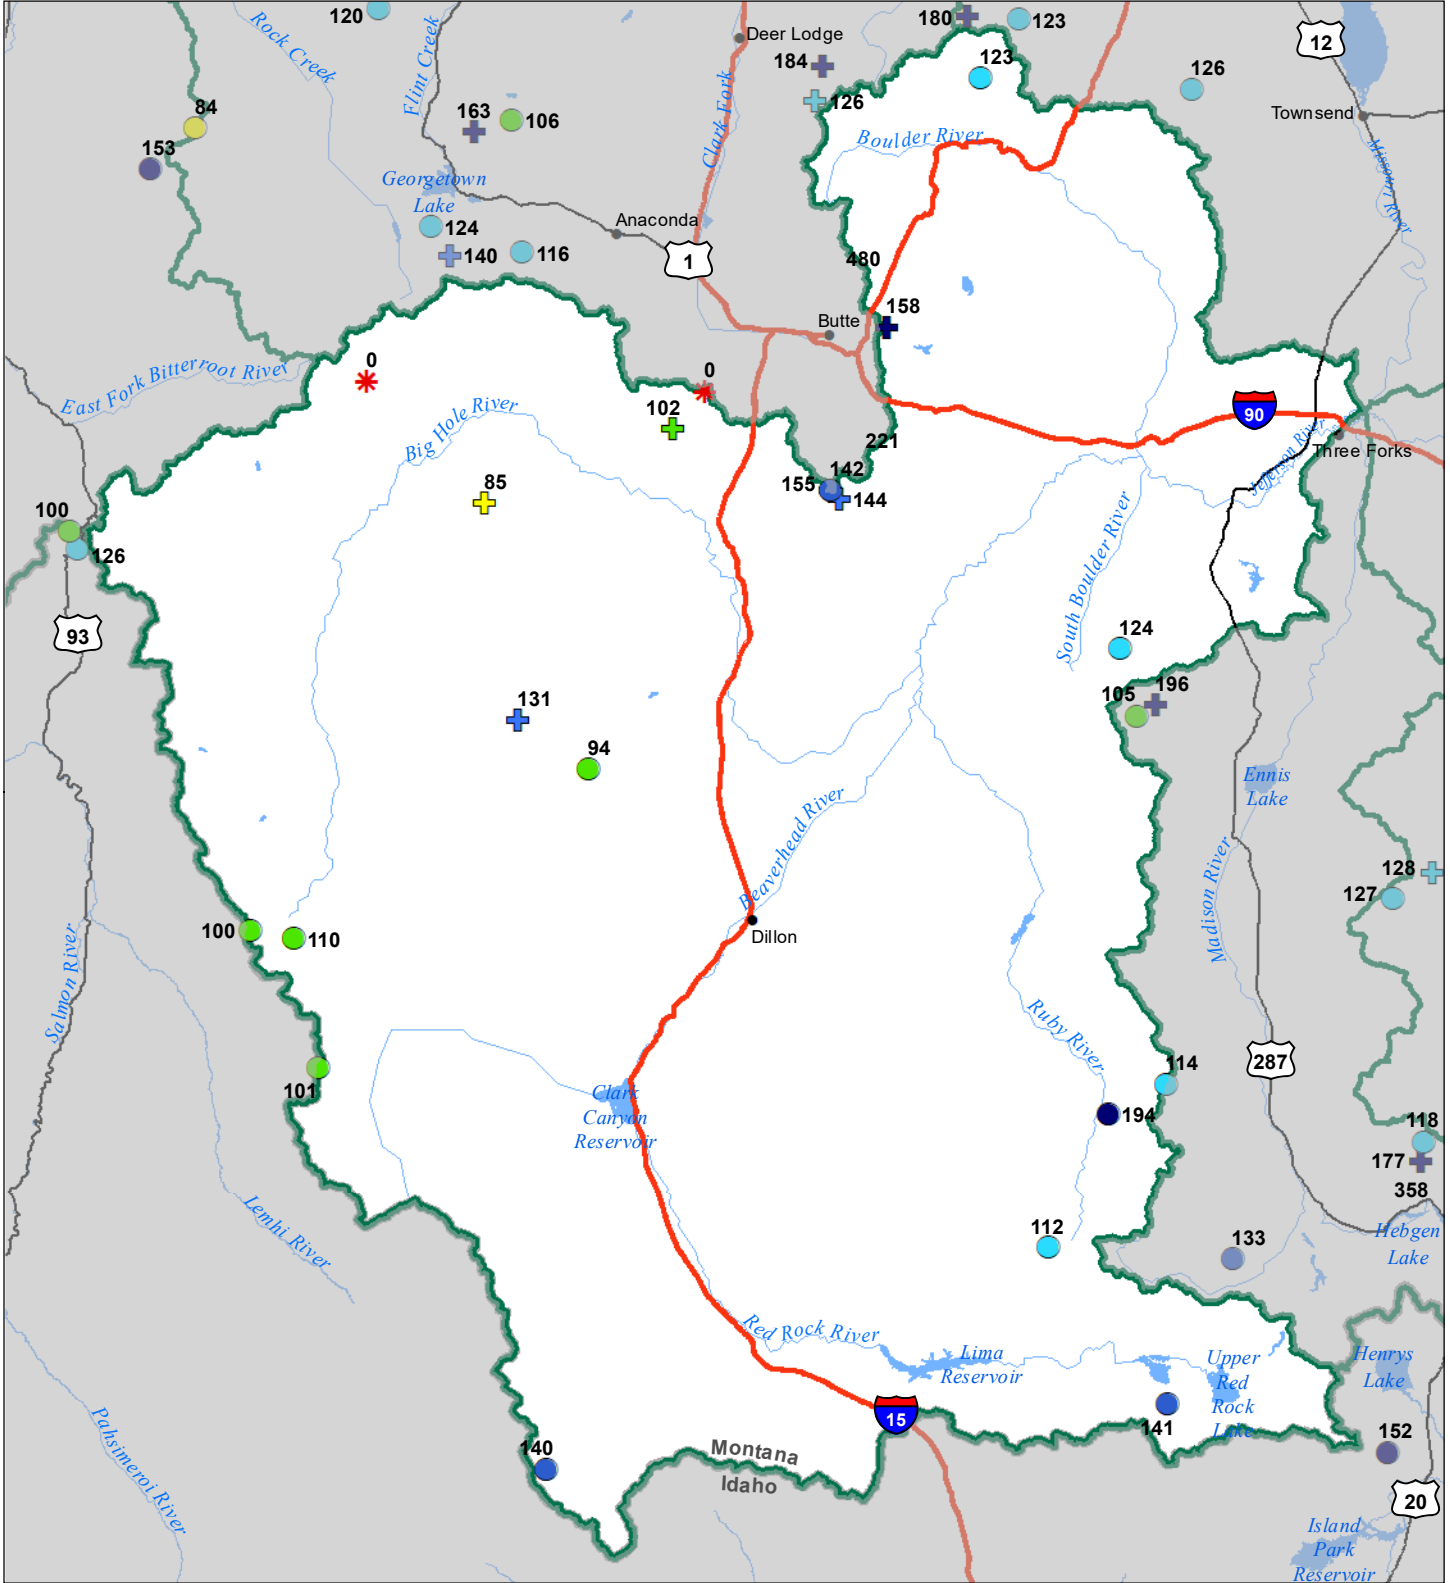 120
Rock Creek
Flint Creek
Deer Lodge
180
123
12
184
123
126
126
Townsend
84
163
106
Clark Fork
Boulder River
Missouri River
153
Georgetown
Lake
124
Anaconda
140
116
1
480
158
Butte
0
0
East Fork Bitterroot River
102
Big Hole River
90
221
Three Forks
Jefferson River
142
155
144
85
100
126
South Boulder River
93
124
105
196
131
94
Ennis
Lake
Beaverhead River
Madison River
128
127
100
110
Dillon
Salmon River
Ruby River
287
114
101
Clark
Canyon
Reservoir
194
118
177
358
Lemhi River
112
133
Hebgen
Lake
Red Rock River
Lima
Reservoir
Upper
Red
Rock
Lake
Henrys
Lake
15
141
152
Pahsimeroi River
140
Montana
Idaho
20
Island
Park
Reservoir